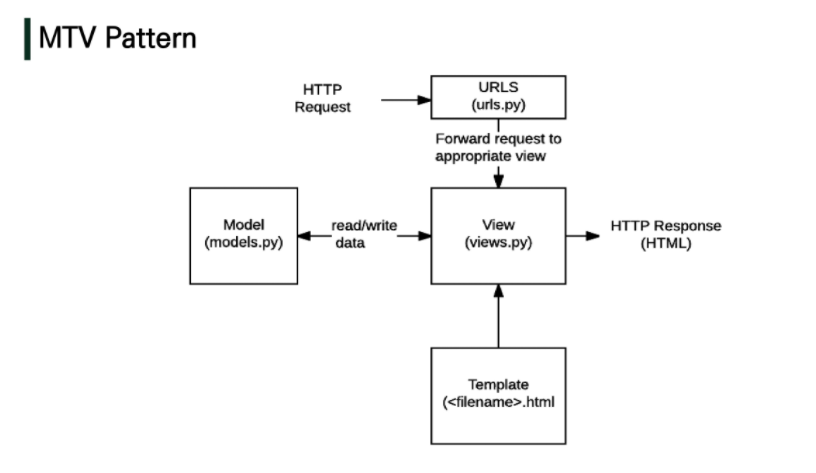 MTV Pattern
HTTP
Request
URLS
(urls.py)
Forward request to
appropriate view
Model
(models.py)
read/write
data
View
(views.py)
HTTP Response
(HTML)
Template
(<filename>.html